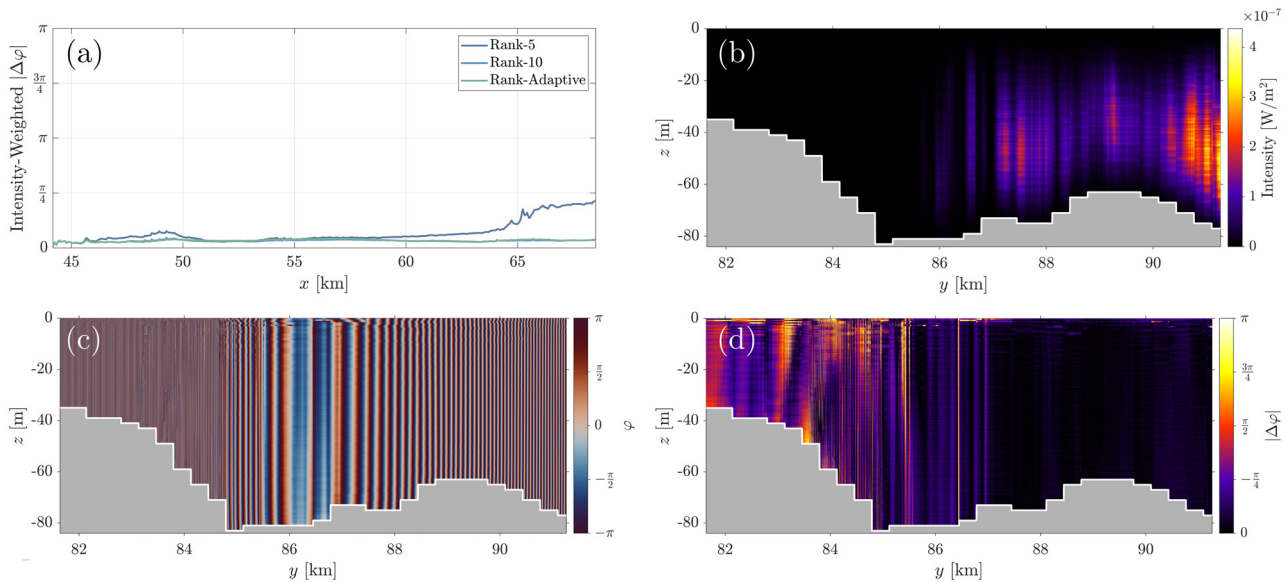 (a)
Intensity-Weighted |Δφ|
π
3π/4
π
π/4
0
45 50 55 60 65
x [km]
Rank-5
Rank-10
Rank-Adaptive
(b)
z [m]
0
-20
-40
-60
-80
82 84 86 88 90
y [km]
×10⁻⁷
4
3
2
1
0
Intensity [W/m²]
(c)
z [m]
0
-20
-40
-60
-80
82 84 86 88 90
y [km]
π
π/2
0
−π/2
−π
φ
(d)
z [m]
0
-20
-40
-60
-80
82 84 86 88 90
y [km]
π
3π/4
π/2
−π/4
0
|Δφ|